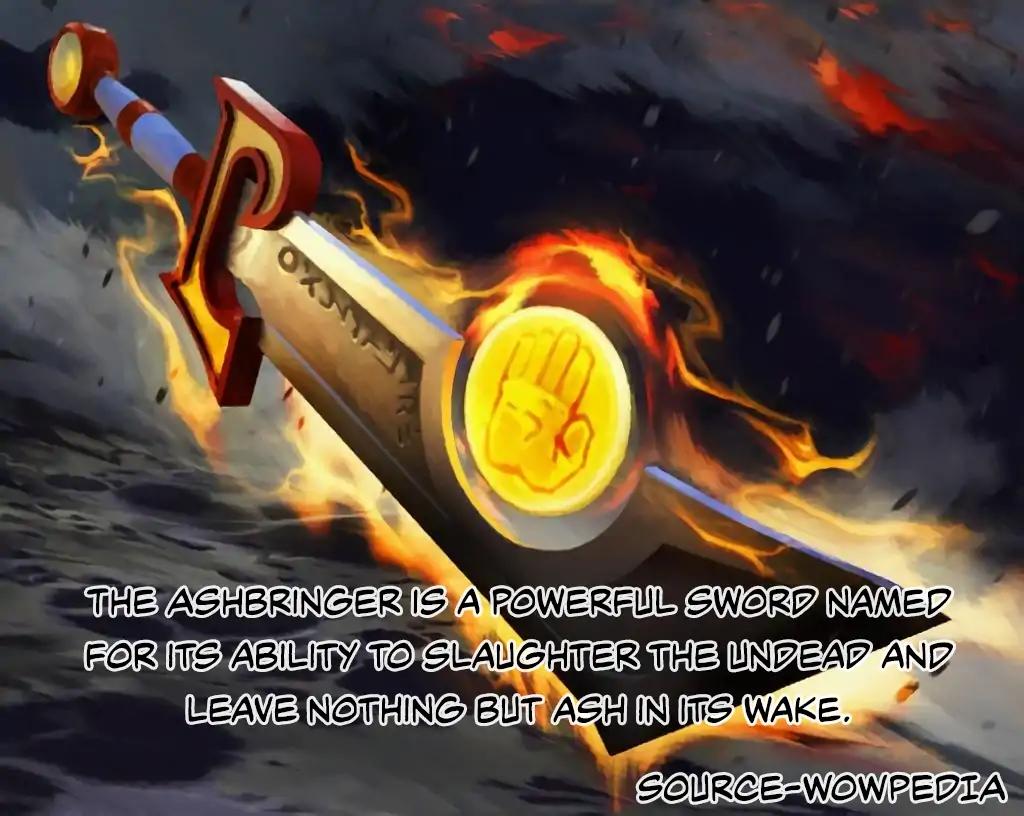 THE ASHBRINGER IS A POWERFUL SWORD NAMED
FOR ITS ABILITY TO SLAUGHTER THE UNDEAD AND
LEAVE NOTHING BUT ASH IN ITS WAKE.
SOURCE-WOWPEDIA